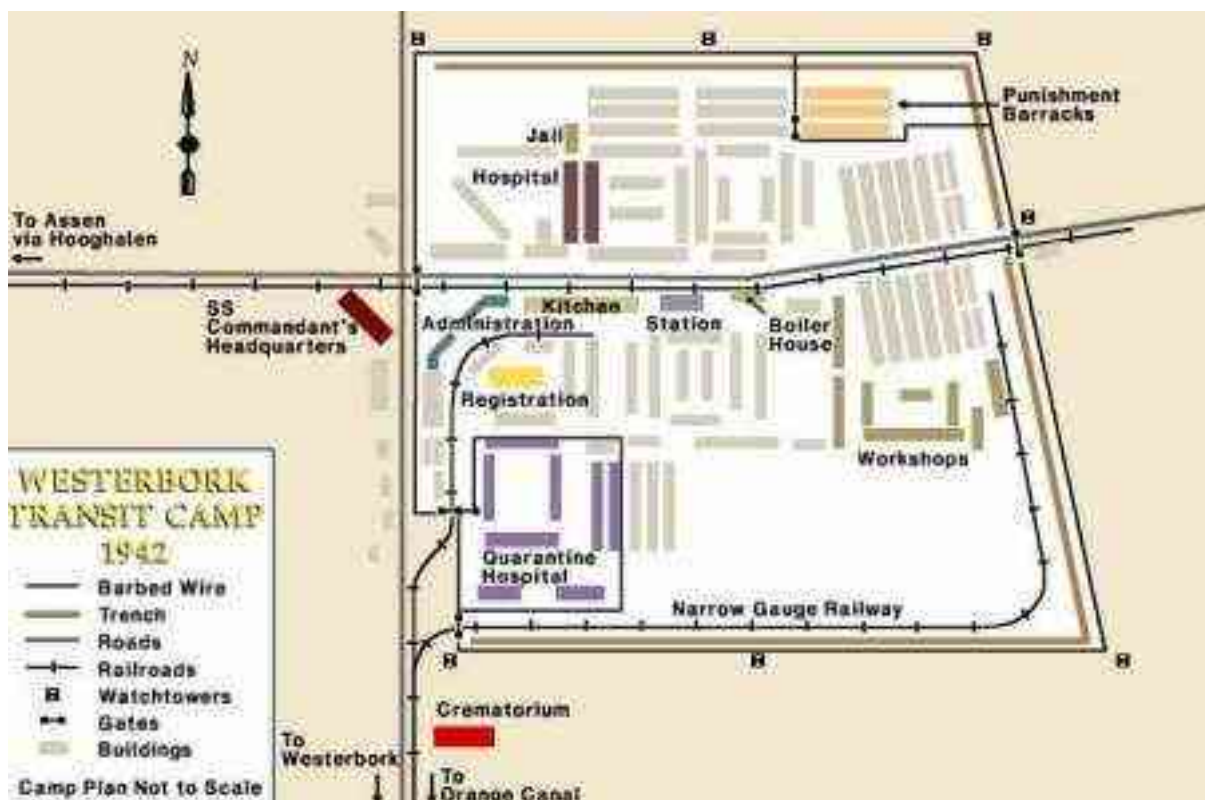 N
Punishment
Barracks
Jail
Hospital
To Assen
via Hooghalen
SS
Commandant's
Headquarters
Administration
Kitchen
Station
Boiler
House
Registration
Workshops
Quarantine
Hospital
Narrow Gauge Railway
Crematorium
To
Westerbork
To
Orange Canal
WESTERBORK
TRANSIT CAMP
1942
Barbed Wire
Trench
Roads
Railroads
Watchtowers
Gates
Buildings
Camp Plan Not to Scale